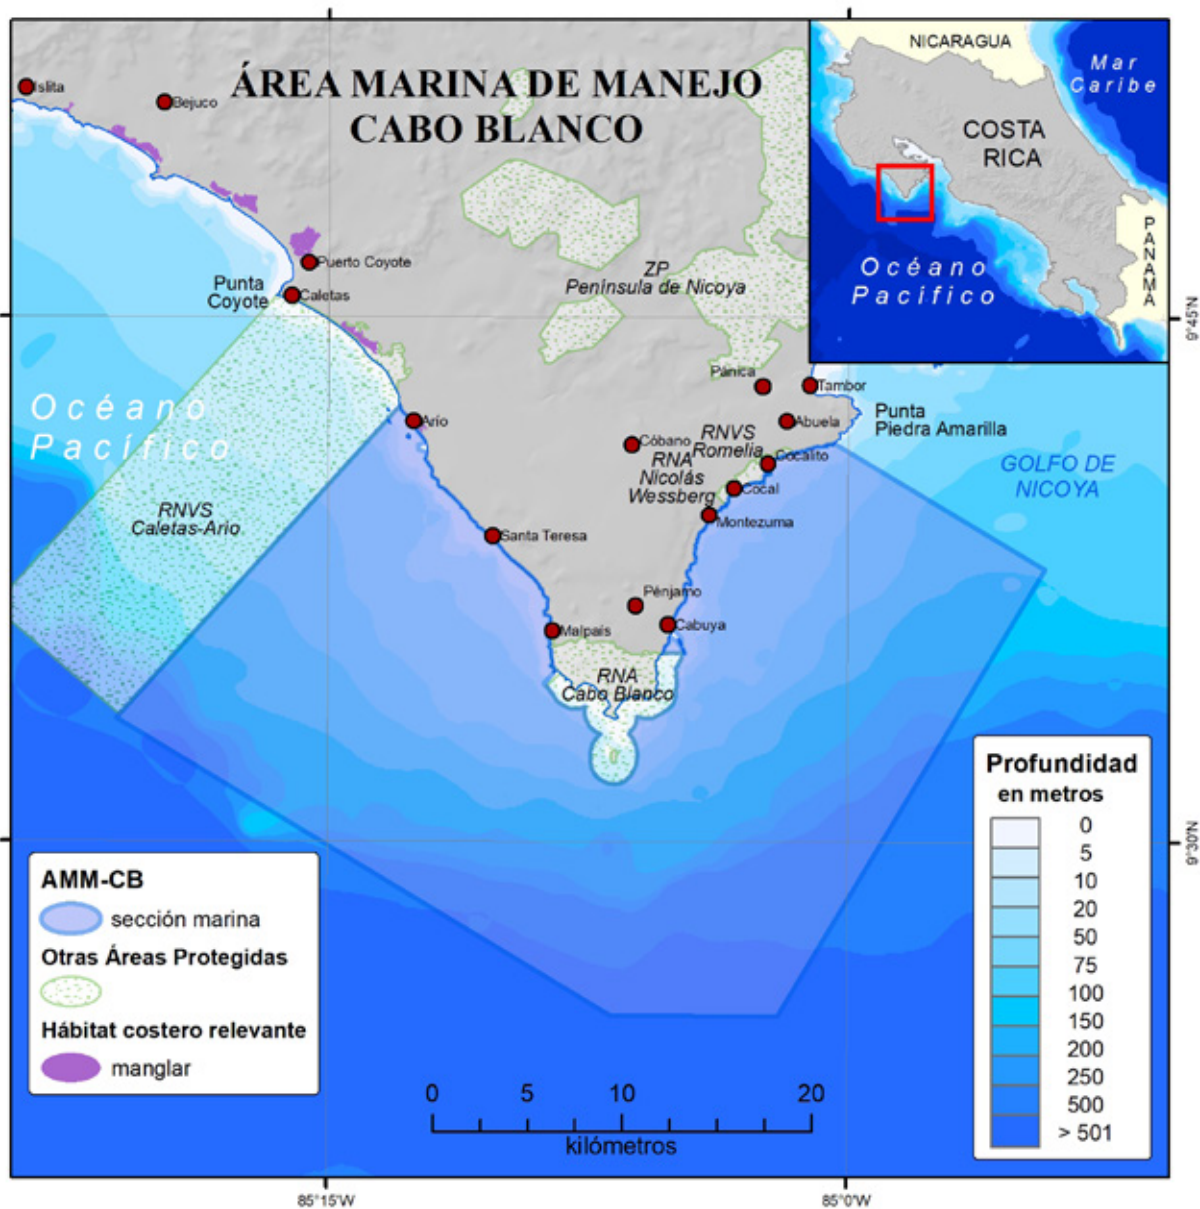 ÁREA MARINA DE MANEJO
CABO BLANCO
NICARAGUA
Mar
Caribe
COSTA
RICA
PANAMÁ
Océano
Pacífico
Islita
Bejuco
Puerto Coyote
Punta
Coyote
Caletas
ZP
Península de Nicoya
9°45'N
Pánica
Tambor
Océano
Pacífico
Arío
Abuela
Punta
Piedra Amarilla
Cóbano
RNVS
Romelia
Cocalito
RNA
Nicolás
Wessberg
Cocal
GOLFO DE
NICOYA
RNVS
Caletas-Ario
Montezuma
Santa Teresa
Pénjamo
Malpaís
Cabuya
RNA
Cabo Blanco
9°30'N
Profundidad
en metros
0
5
10
20
50
75
100
150
200
250
500
> 501
AMM-CB
sección marina
Otras Áreas Protegidas
Hábitat costero relevante
manglar
0 5 10 20
kilómetros
85°15'W
85°0'W